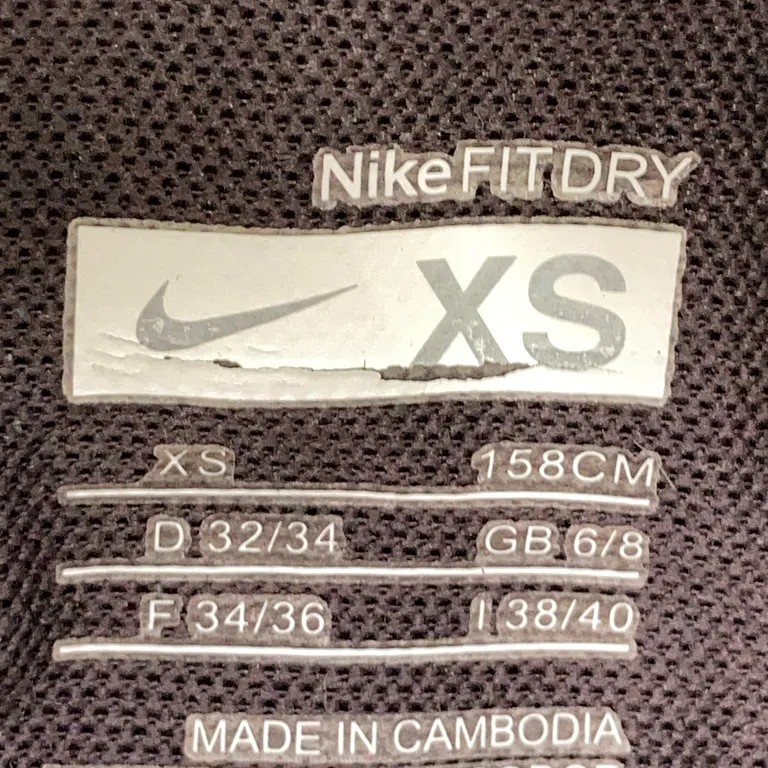 Nike FIT DRY
XS
XS 158CM
D 32/34 GB 6/8
F 34/36 I 38/40
MADE IN CAMBODIA